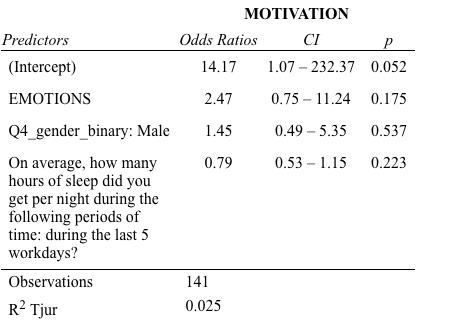 MOTIVATION
Predictors Odds Ratios CI p
(Intercept) 14.17 1.07 – 232.37 0.052
EMOTIONS 2.47 0.75 – 11.24 0.175
Q4_gender_binary: Male 1.45 0.49 – 5.35 0.537
On average, how many 0.79 0.53 – 1.15 0.223
hours of sleep did you
get per night during the
following periods of
time: during the last 5
workdays?
Observations 141
R2 Tjur 0.025